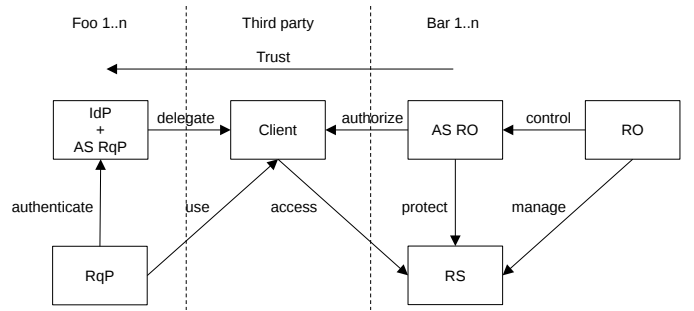 Foo 1..n
Third party
Bar 1..n
Trust
IdP
+
AS RqP
delegate
Client
authorize
AS RO
control
RO
authenticate
use
access
protect
manage
RqP
RS